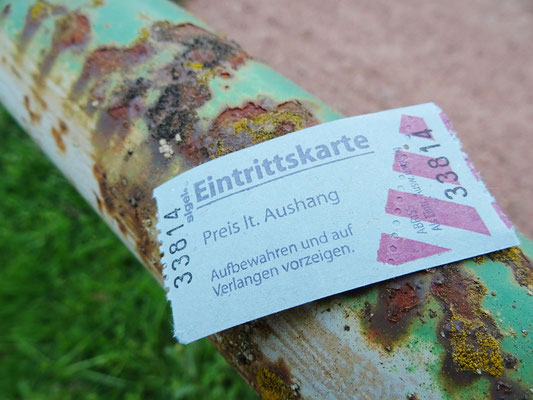 sigel®
Eintrittskarte
33814
Preis lt. Aushang
Aufbewahren und auf
Verlangen vorzeigen.
33814